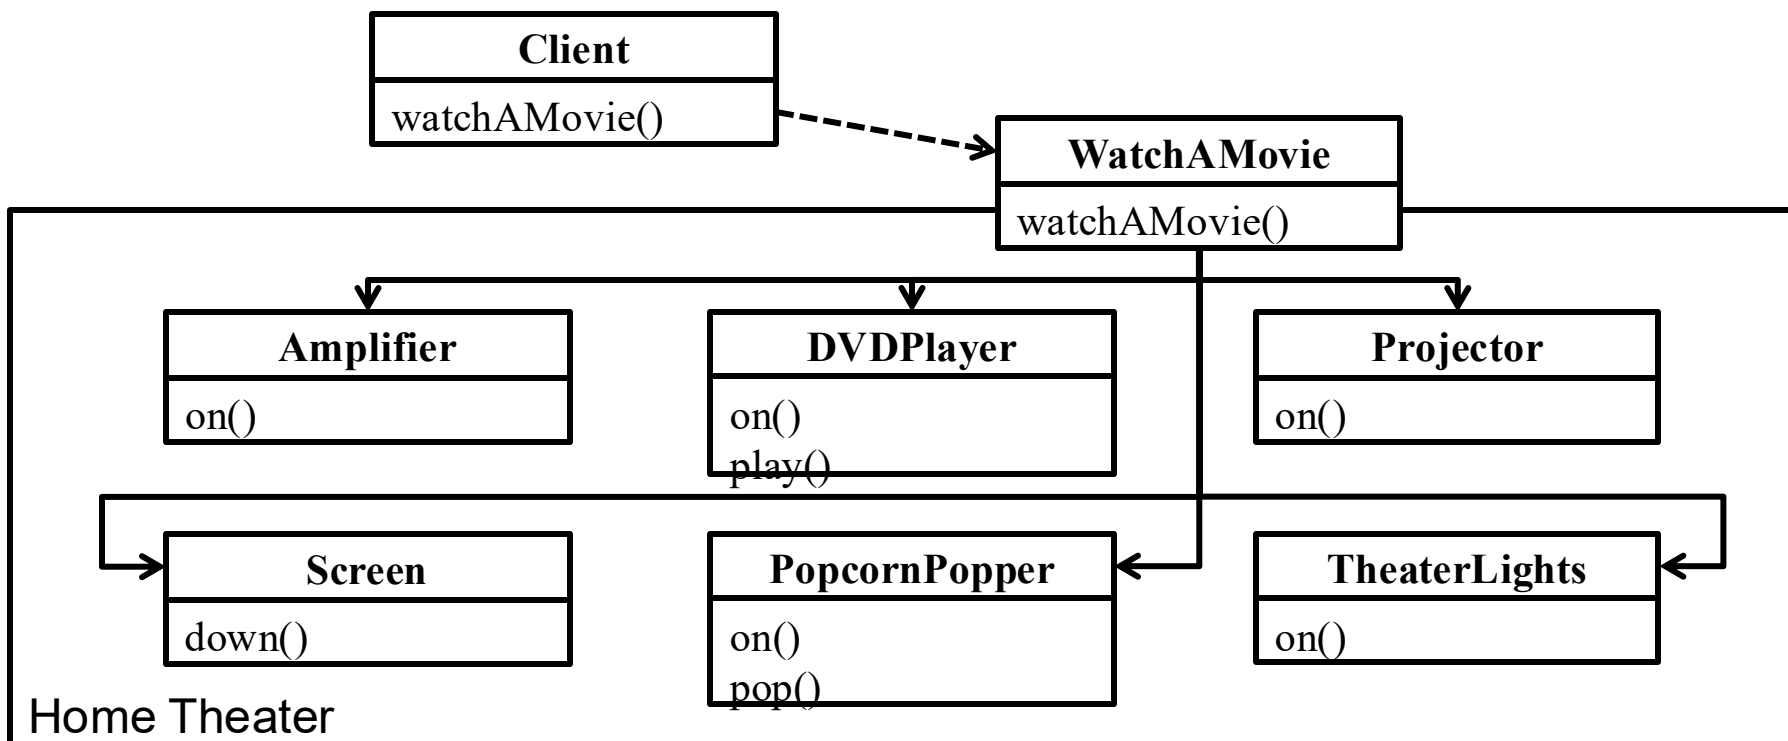 Client
watchAMovie()
WatchAMovie
watchAMovie()
Amplifier
on()
DVDPlayer
on()
play()
Projector
on()
Screen
down()
PopcornPopper
on()
pop()
TheaterLights
on()
Home Theater